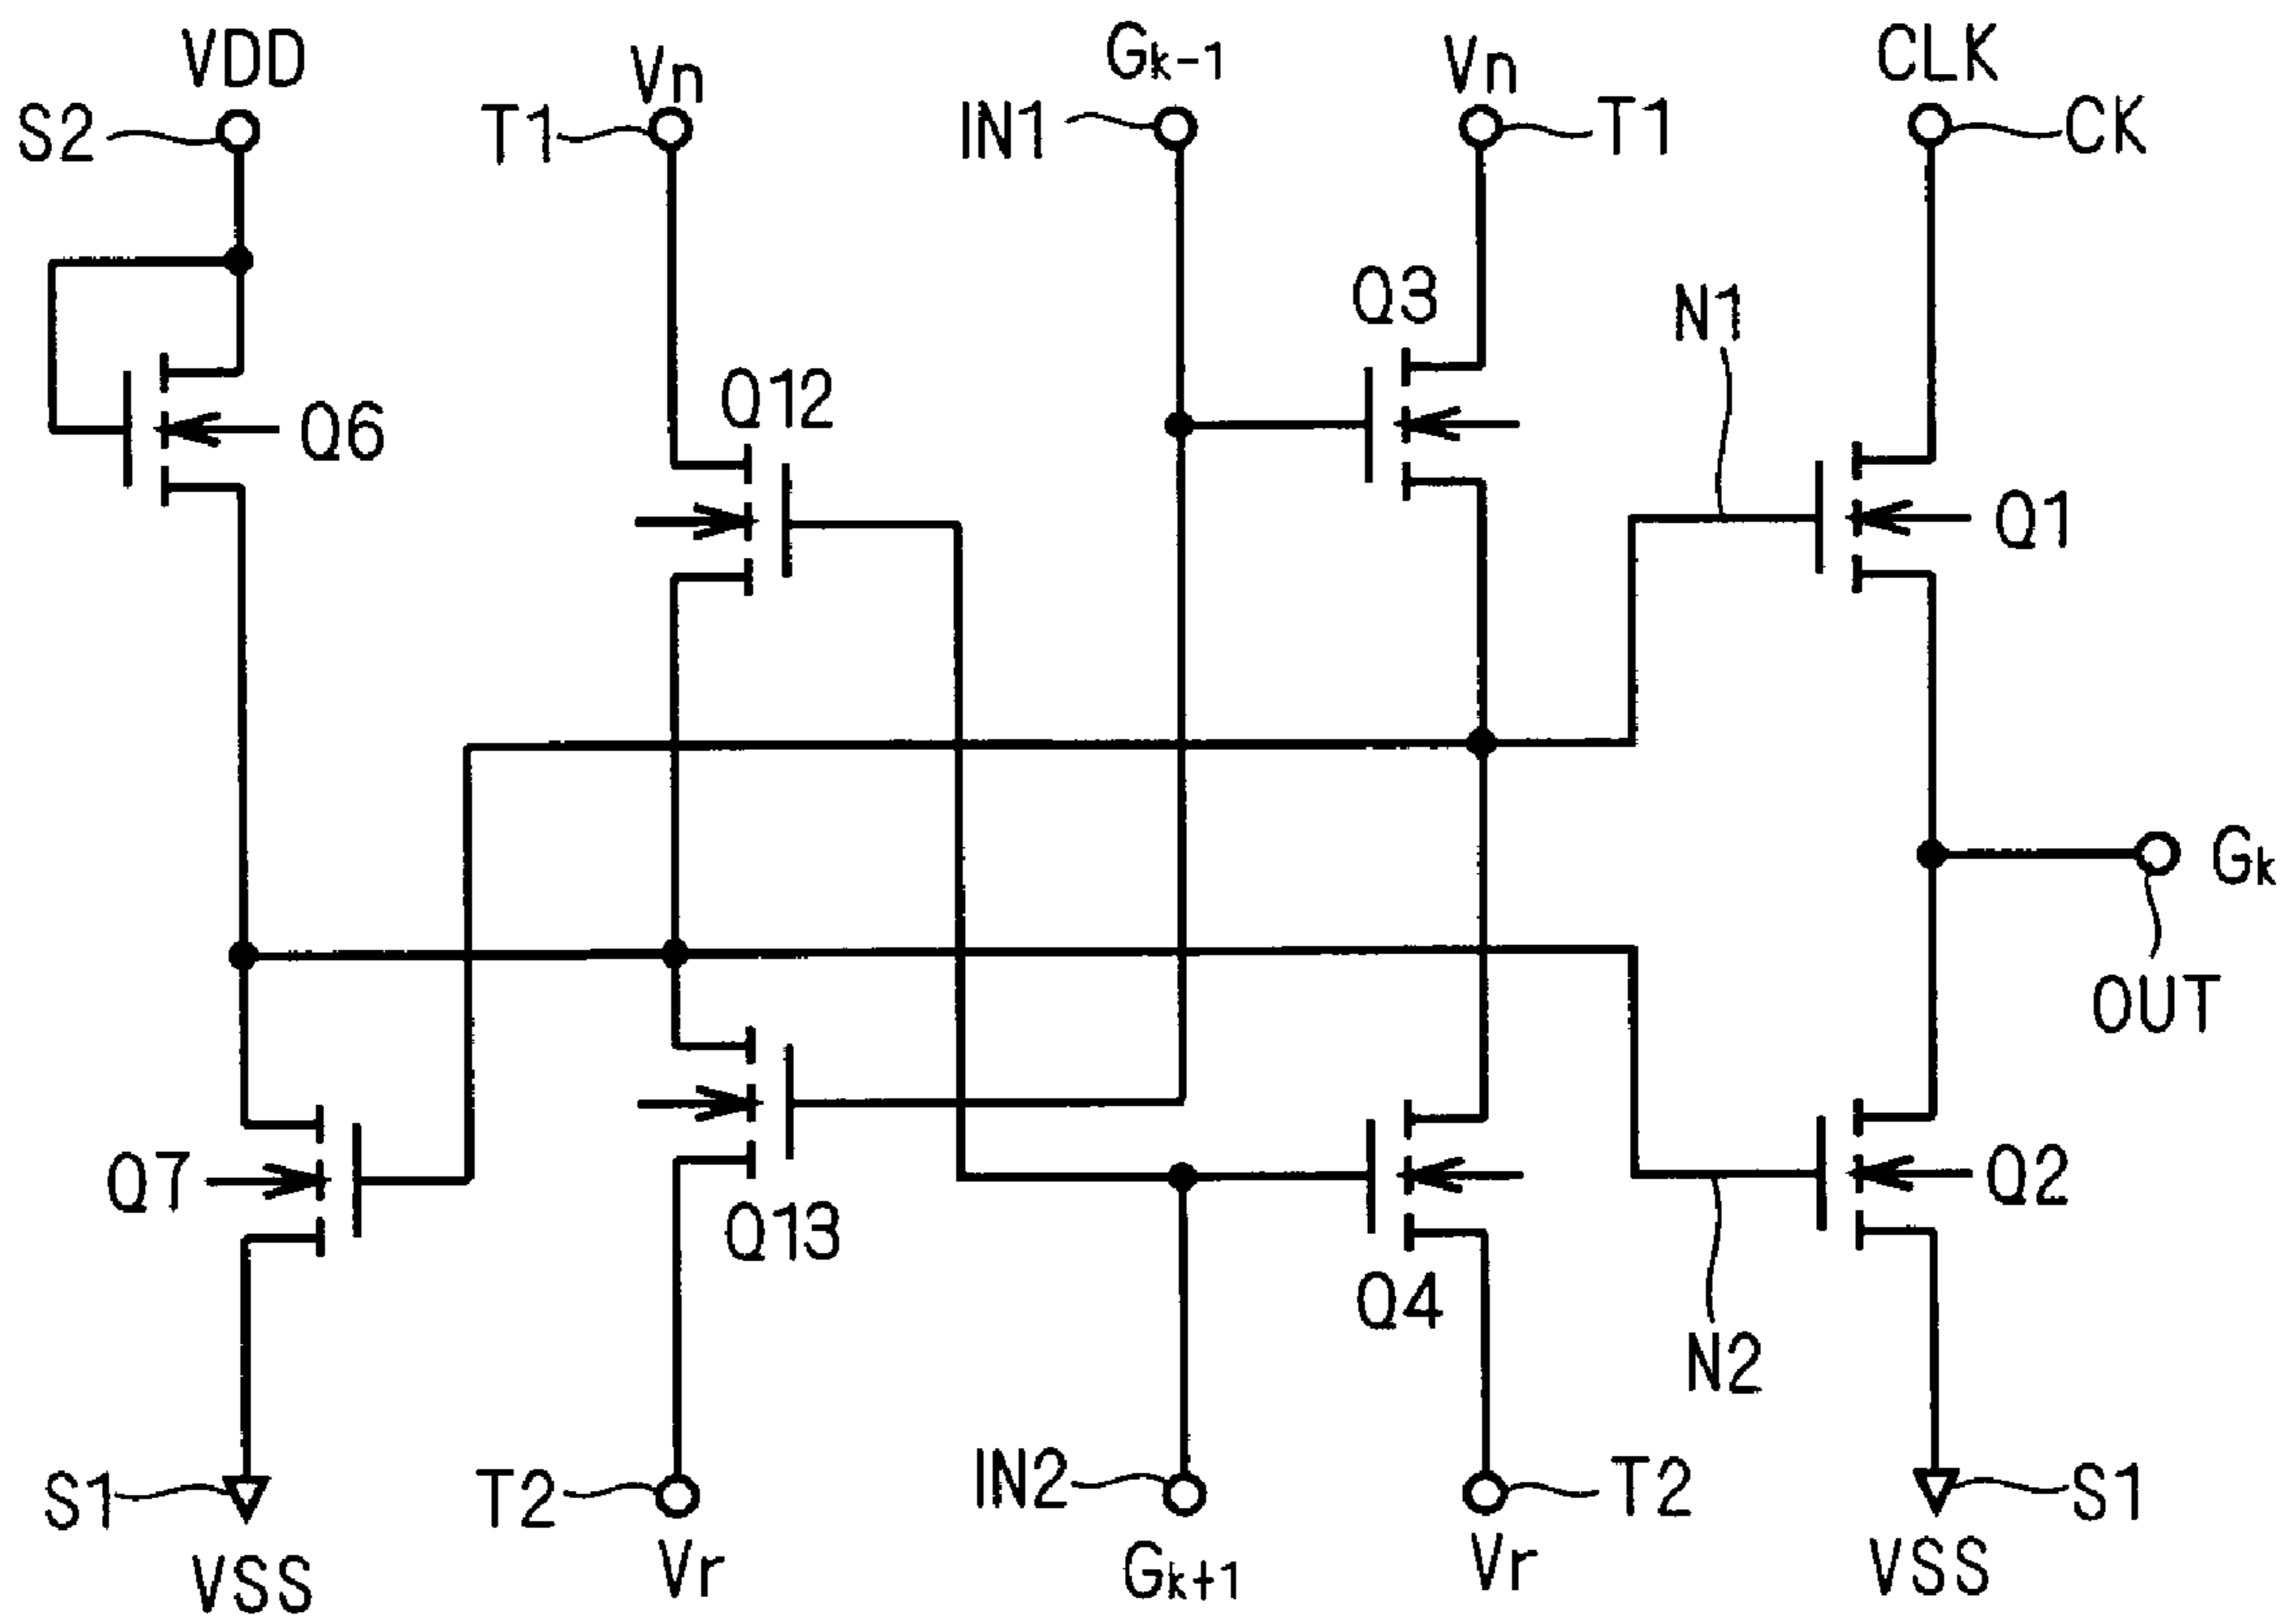 VDD
Vn
Gk-1
Vn
CLK
S2
T1
IN1
T1
CK
Q3
N1
Q12
Q6
Q1
Gk
OUT
Q7
Q13
Q2
Q4
N2
S1
T2
IN2
T2
S1
VSS
Vr
Gk+1
Vr
VSS